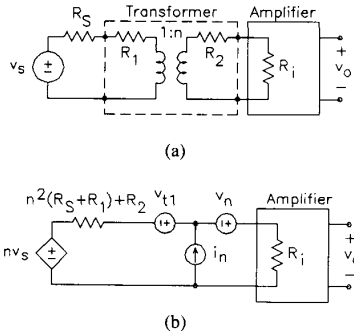 Transformer
Amplifier
R_S
1:n
R_1
R_2
v_s
R_i
v_o
+
−
(a)
n²(R_S+R_1)+R_2
v_t1
v_n
Amplifier
nv_s
i_n
R_i
+
−
(b)